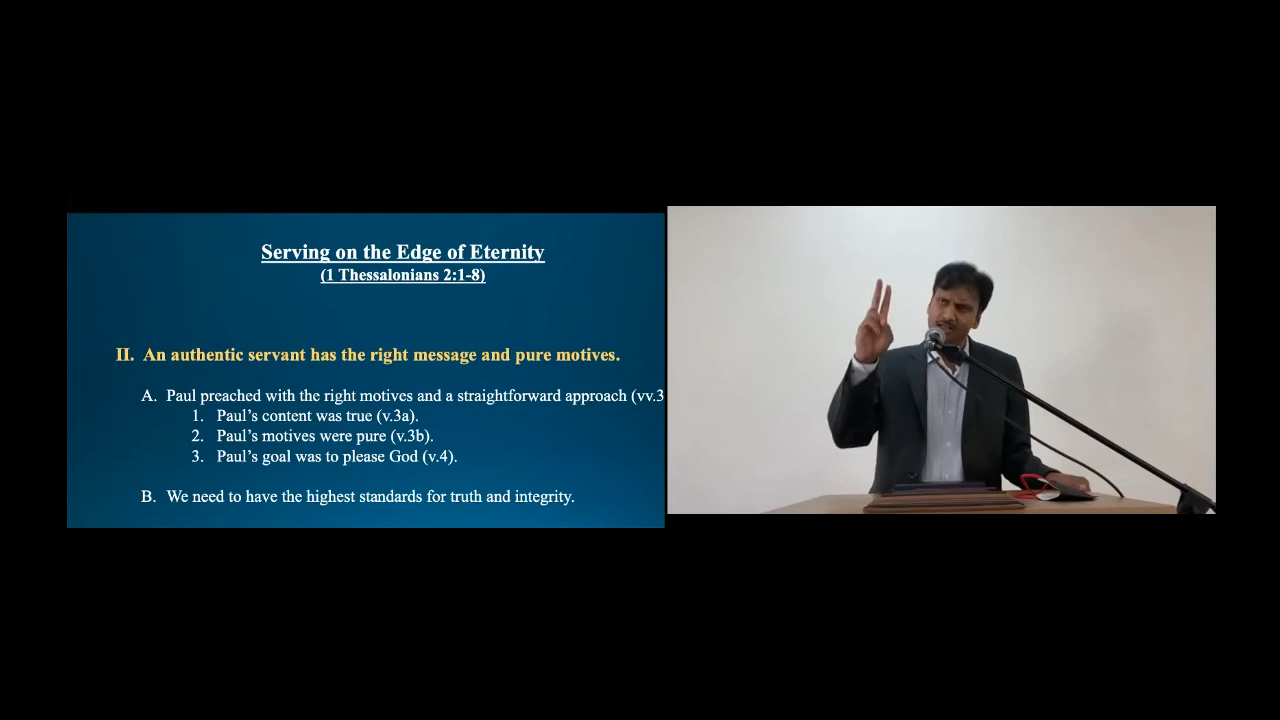 Serving on the Edge of Eternity
(1 Thessalonians 2:1-8)
II. An authentic servant has the right message and pure motives.
A. Paul preached with the right motives and a straightforward approach (vv.3
1. Paul's content was true (v.3a).
2. Paul's motives were pure (v.3b).
3. Paul's goal was to please God (v.4).
B. We need to have the highest standards for truth and integrity.